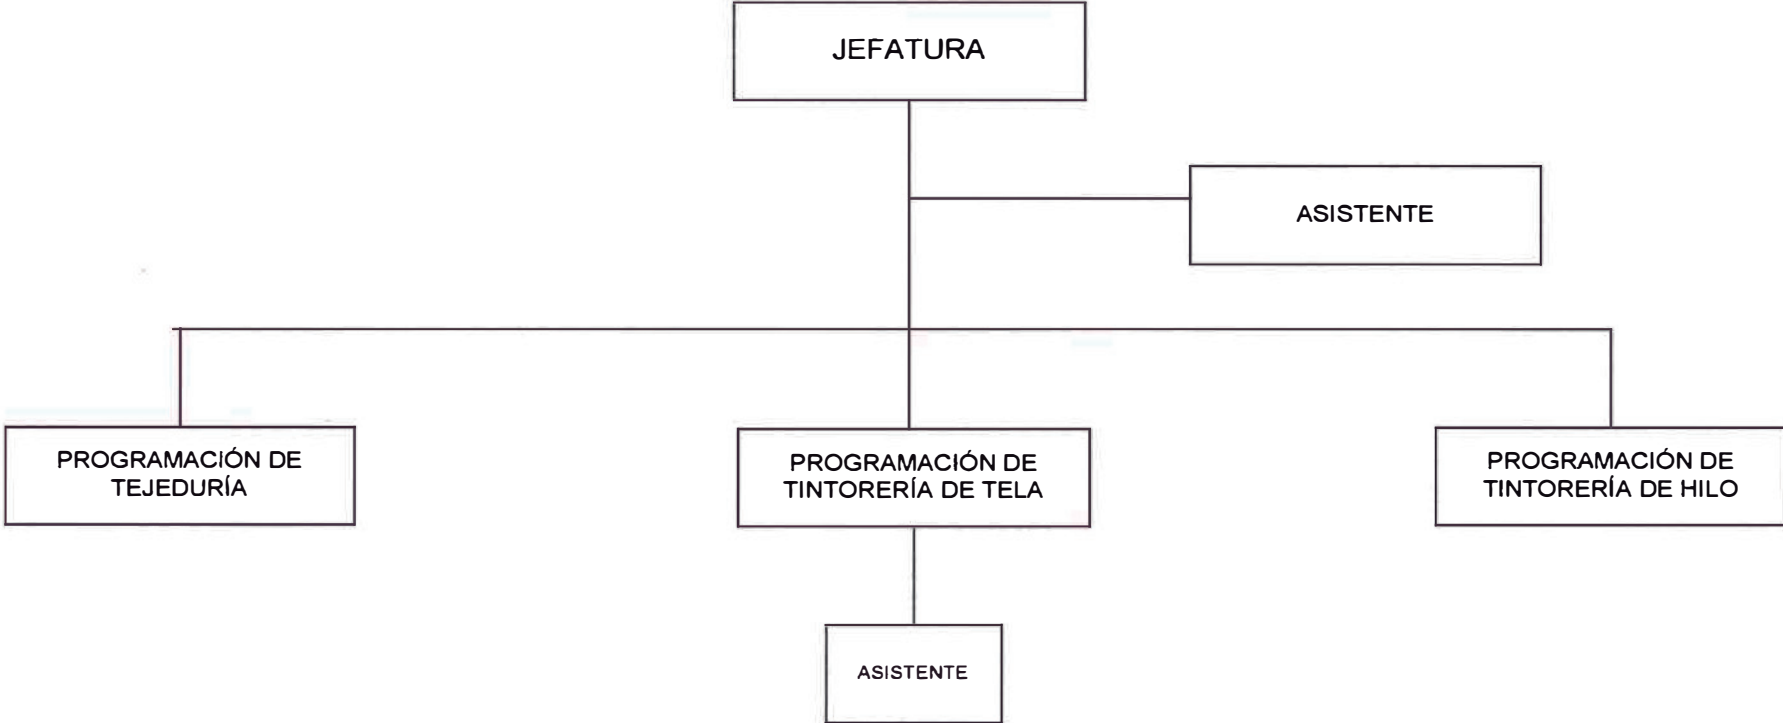 JEFATURA
ASISTENTE
PROGRAMACIÓN DE
TEJEDURÍA
PROGRAMACIÓN DE
TINTORERÍA DE TELA
PROGRAMACIÓN DE
TINTORERÍA DE HILO
ASISTENTE